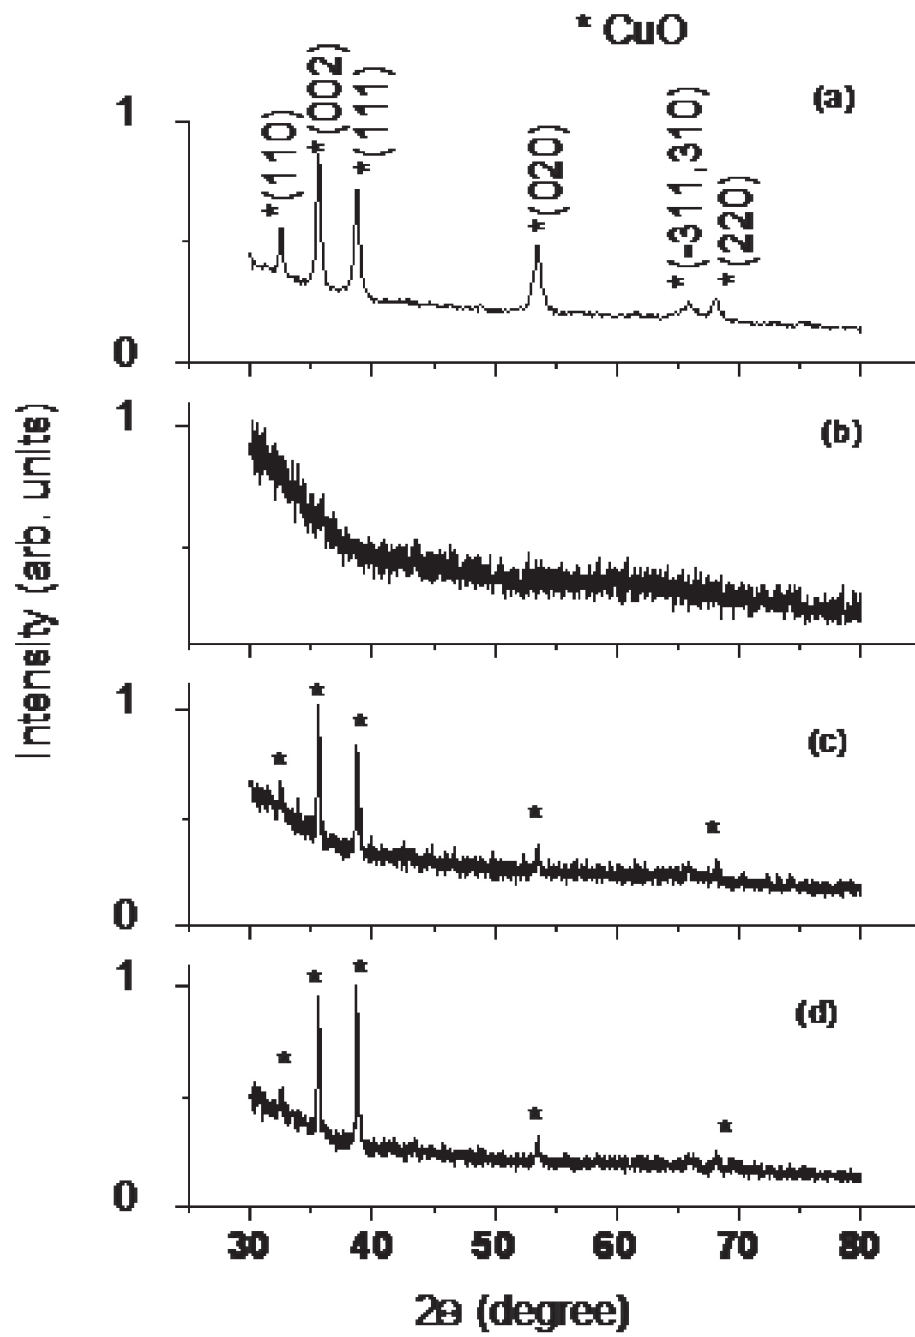 * CuO
(a)
*(110)
*(002)
*(111)
*(020)
*(-311,310)
*(220)
1
0
(b)
1
(c)
1
* * * * *
0
(d)
1
* * * * *
0
Intensity (arb. units)
30 40 50 60 70 80
2Θ (degree)